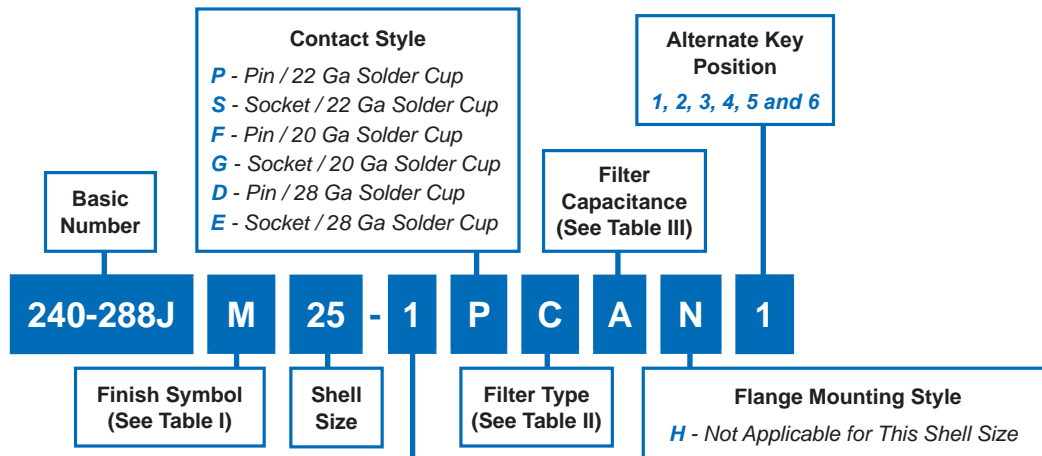 Contact Style
P - Pin / 22 Ga Solder Cup
S - Socket / 22 Ga Solder Cup
F - Pin / 20 Ga Solder Cup
G - Socket / 20 Ga Solder Cup
D - Pin / 28 Ga Solder Cup
E - Socket / 28 Ga Solder Cup
Alternate Key
Position
1, 2, 3, 4, 5 and 6
Basic
Number
Filter
Capacitance
(See Table III)
240-288J M 25 - 1 P C A N 1
Finish Symbol
(See Table I)
Shell
Size
Filter Type
(See Table II)
Flange Mounting Style
H - Not Applicable for This Shell Size